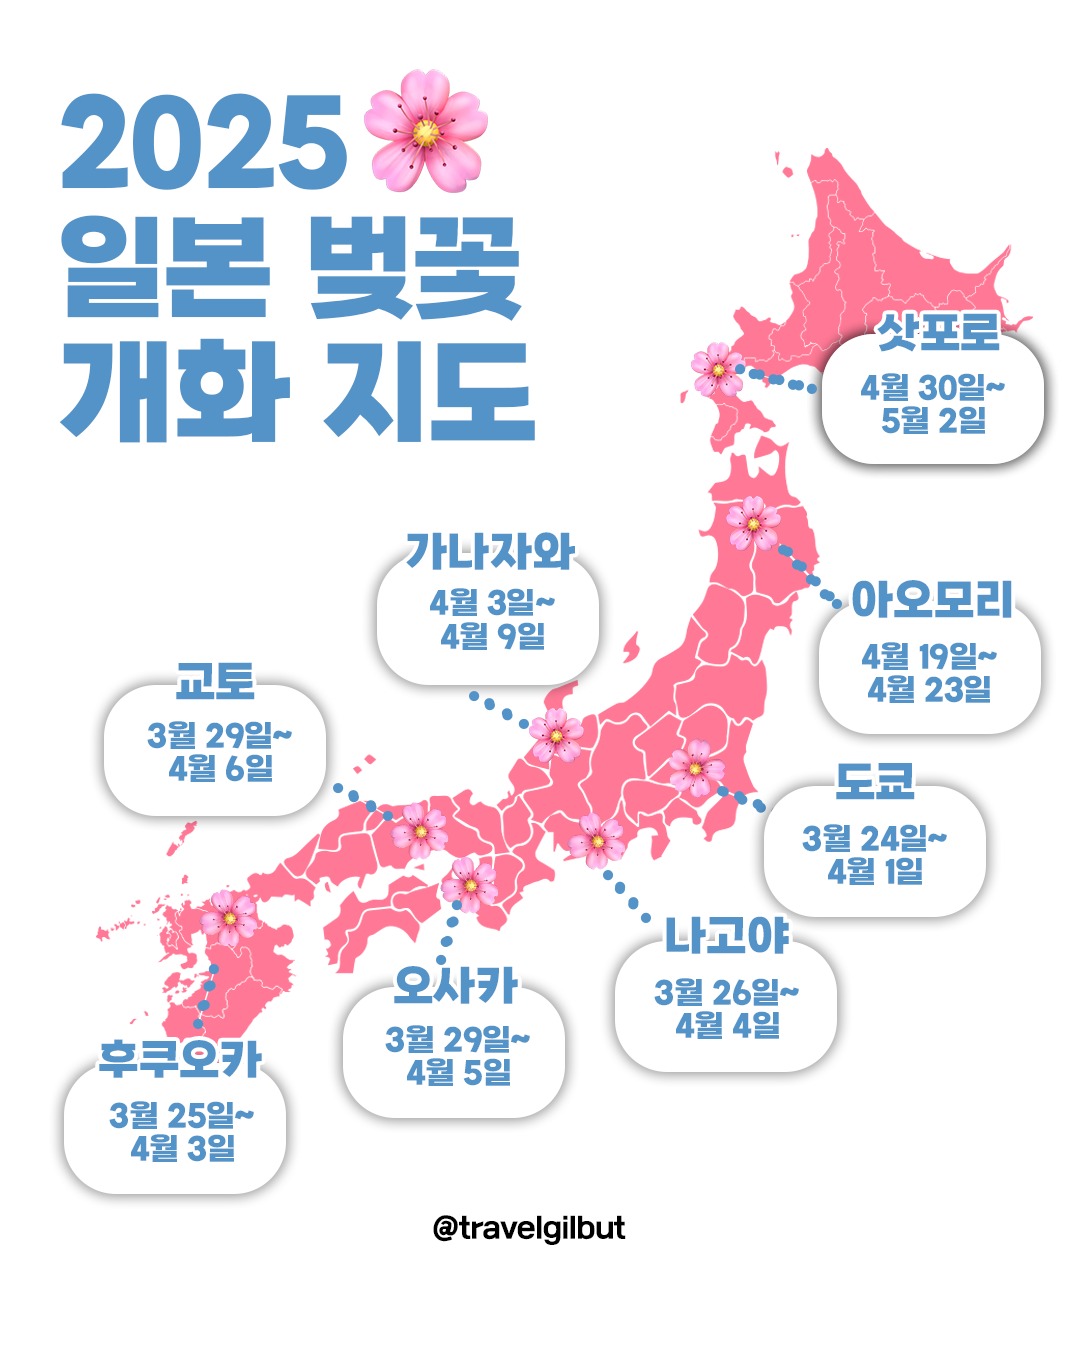 2025
일본 벚꽃
개화 지도
삿포로
4월 30일~
5월 2일
가나자와
4월 3일~
4월 9일
아오모리
4월 19일~
4월 23일
교토
3월 29일~
4월 6일
도쿄
3월 24일~
4월 1일
나고야
3월 26일~
4월 4일
오사카
3월 29일~
4월 5일
후쿠오카
3월 25일~
4월 3일
@travelgilbut